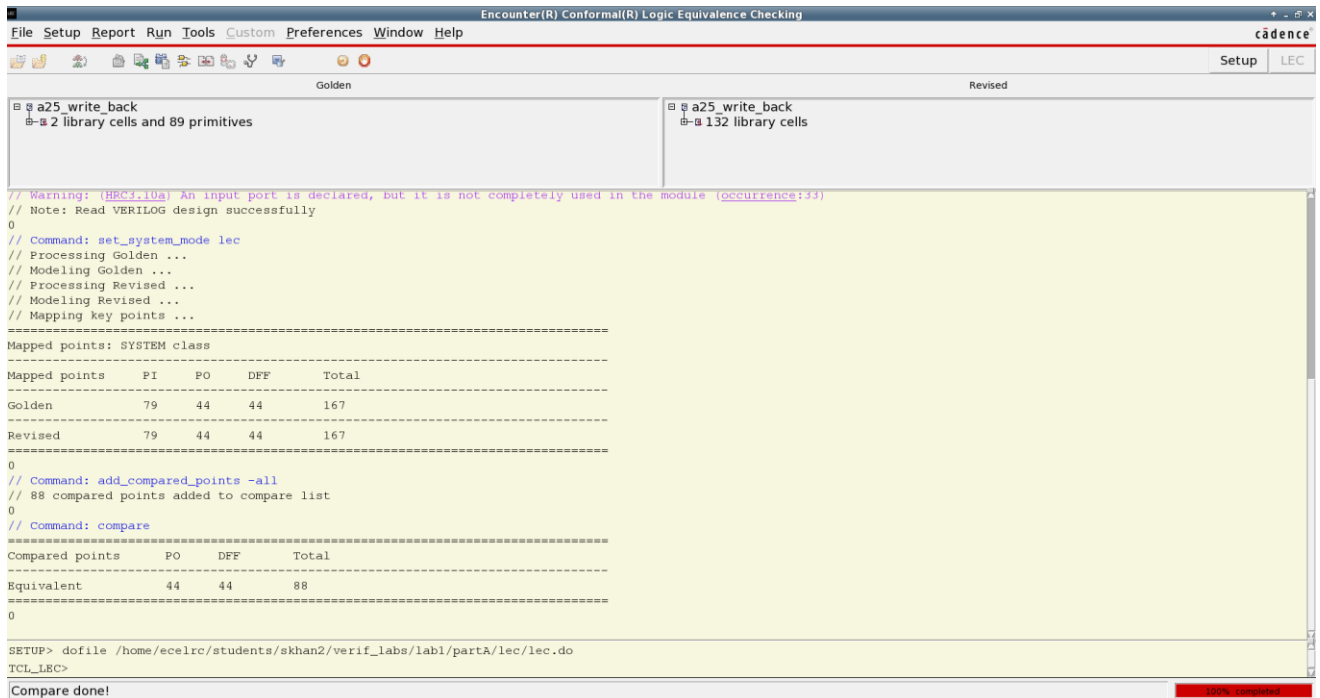 Encounter(R) Conformal(R) Logic Equivalence Checking
File Setup Report Run Tools Custom Preferences Window Help
cādence
Setup LEC
Golden Revised
a25_write_back
2 library cells and 89 primitives
a25_write_back
132 library cells
// Warning: (HRC3.10a) An input port is declared, but it is not completely used in the module (occurrence:33)
// Note: Read VERILOG design successfully
0
// Command: set_system_mode lec
// Processing Golden ...
// Modeling Golden ...
// Processing Revised ...
// Modeling Revised ...
// Mapping key points ...
================================================================================
Mapped points: SYSTEM class
--------------------------------------------------------------------------------
Mapped points PI PO DFF Total
--------------------------------------------------------------------------------
Golden 79 44 44 167
--------------------------------------------------------------------------------
Revised 79 44 44 167
================================================================================
0
// Command: add_compared_points -all
// 88 compared points added to compare list
0
// Command: compare
================================================================================
Compared points PO DFF Total
--------------------------------------------------------------------------------
Equivalent 44 44 88
================================================================================
0
SETUP> dofile /home/ecelrc/students/skhan2/verif_labs/lab1/partA/lec/lec.do
TCL_LEC>
Compare done!
100% completed